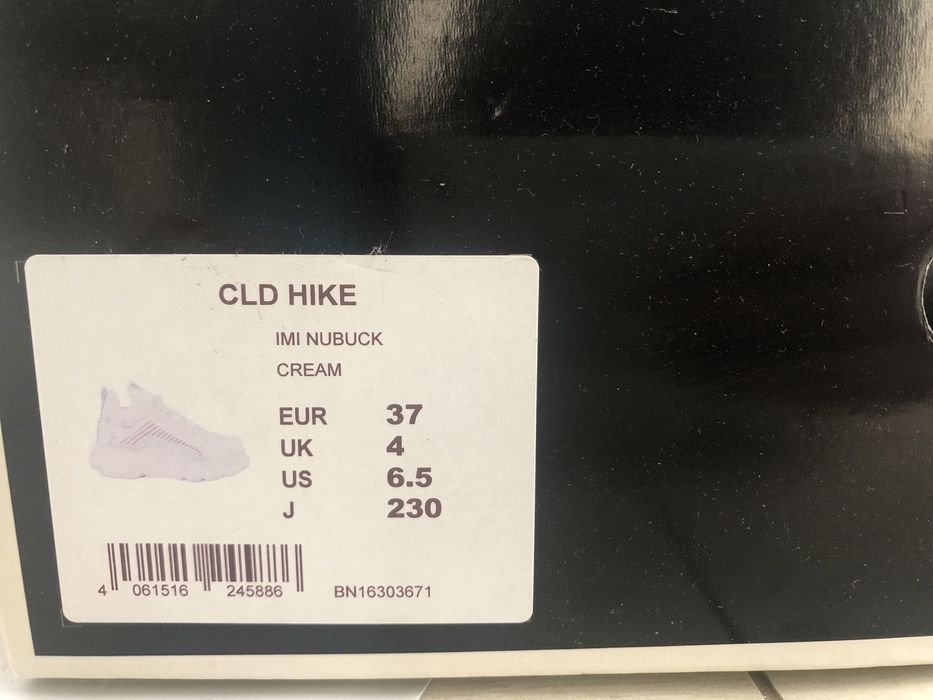 CLD HIKE
IMI NUBUCK
CREAM
EUR 37
UK 4
US 6.5
J 230
4 061516 245886 BN16303671